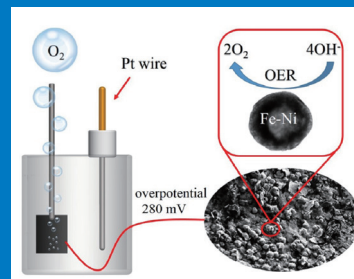 O₂
Pt wire
2O₂ 4OH⁻
OER
Fe-Ni
overpotential
280 mV